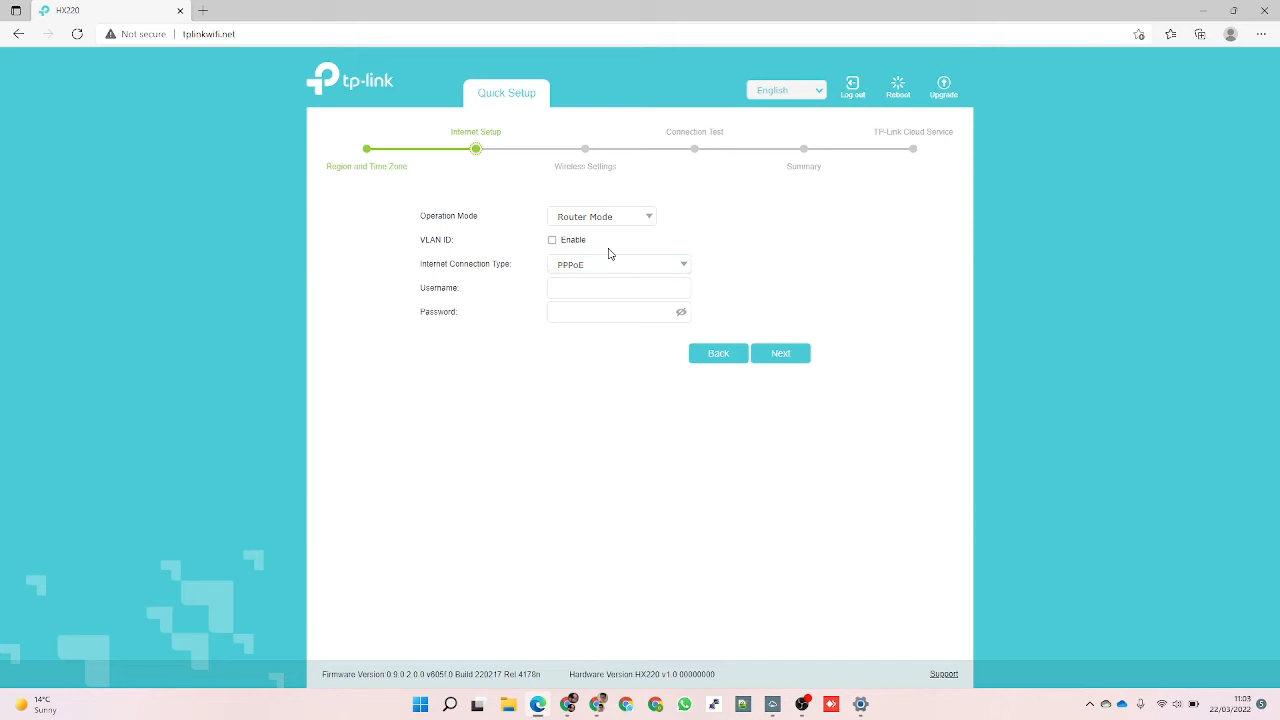 HX220
Not secure
tplinkwifi.net
tp-link
Quick Setup
English
Log out
Reboot
Upgrade
Internet Setup
Connection Test
TP-Link Cloud Service
Region and Time Zone
Wireless Settings
Summary
Operation Mode
Router Mode
VLAN ID:
Enable
Internet Connection Type:
PPPoE
Username:
Password:
Back
Next
Firmware Version 0.9.0 2.0.0 v605f.0 Build 220217 Rel.4178n
Hardware Version HX220 v1.0 00000000
Support
14°C
Sunny
11:03
22/03/2022